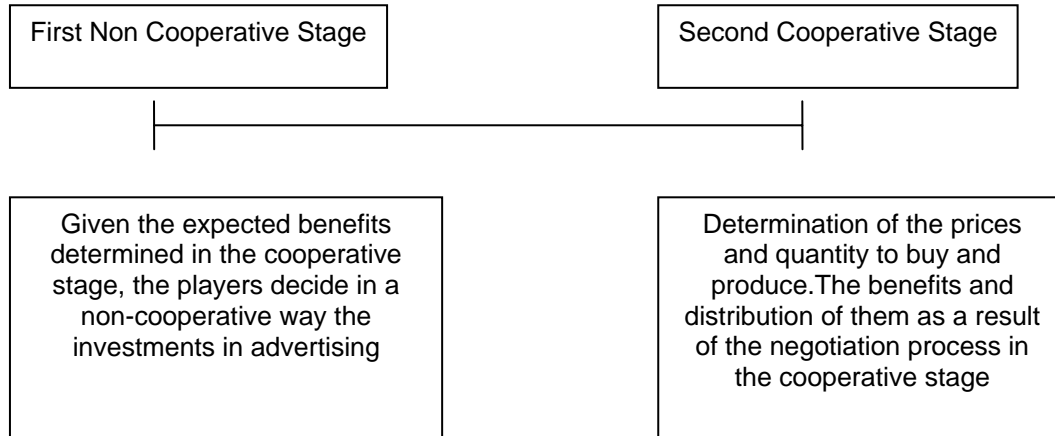 First Non Cooperative Stage
Second Cooperative Stage
Given the expected benefits
determined in the cooperative
stage, the players decide in a
non-cooperative way the
investments in advertising
Determination of the prices
and quantity to buy and
produce.The benefits and
distribution of them as a result
of the negotiation process in
the cooperative stage